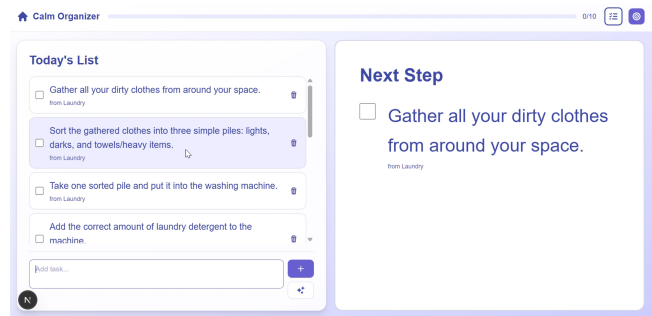 Calm Organizer
0/10
Today's List
Gather all your dirty clothes from around your space.
from Laundry
Sort the gathered clothes into three simple piles: lights,
darks, and towels/heavy items.
from Laundry
Take one sorted pile and put it into the washing machine.
from Laundry
Add the correct amount of laundry detergent to the
machine.
Add task...
+
N
Next Step
Gather all your dirty clothes
from around your space.
from Laundry